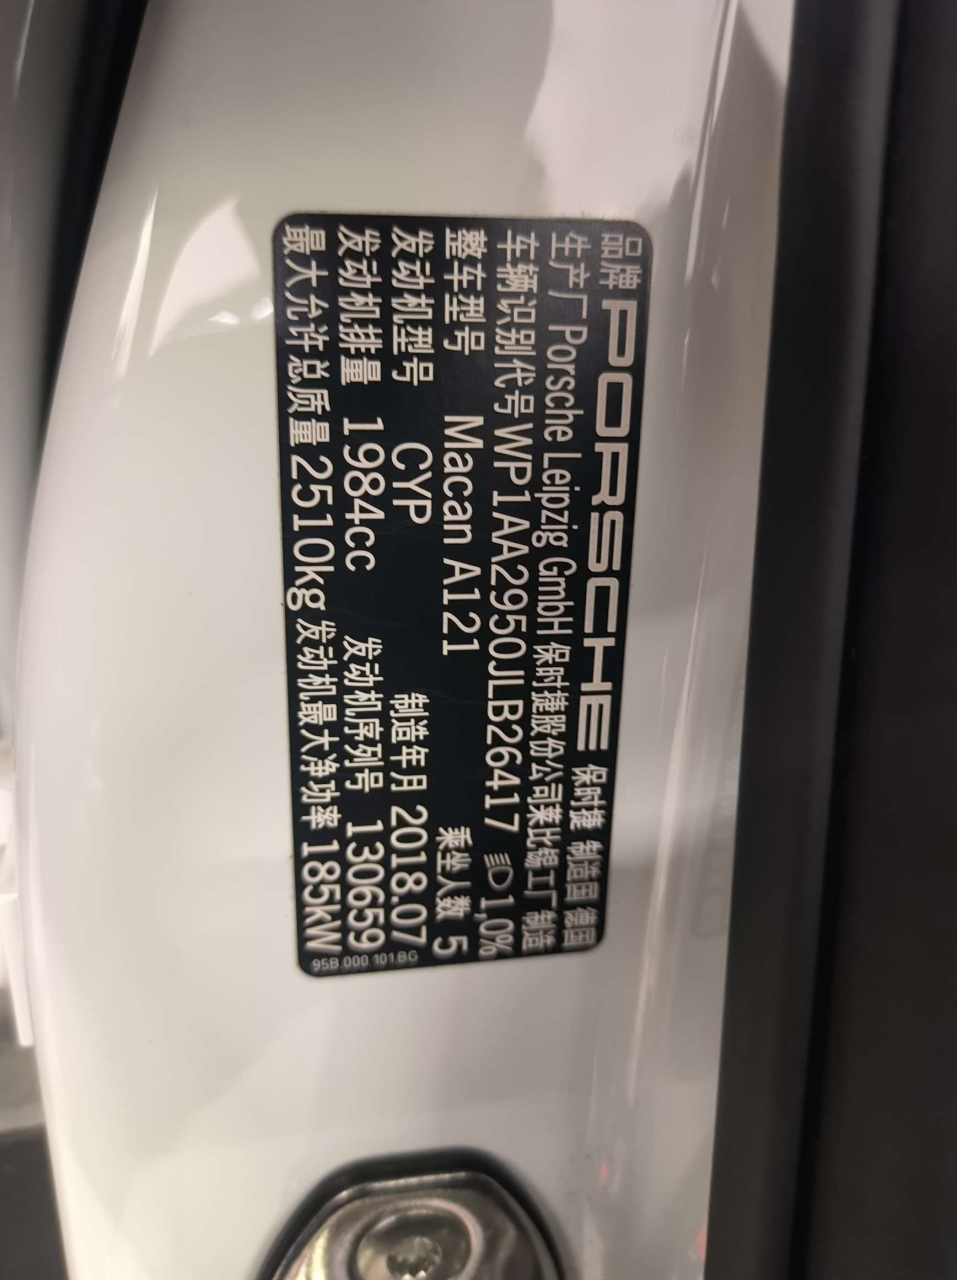 品牌 PORSCHE 保时捷 制造国 德国
生产厂 Porsche Leipzig GmbH 保时捷股份公司莱比锡工厂制造
车辆识别代号 WP1AA2950JLB26417 1,0%
整车型号 Macan A121 乘坐人数 5
发动机型号 CYP 制造年月 2018.07
发动机排量 1984cc 发动机序列号 130659
最大允许总质量 2510kg 发动机最大净功率 185kW
95B.000.101.BG